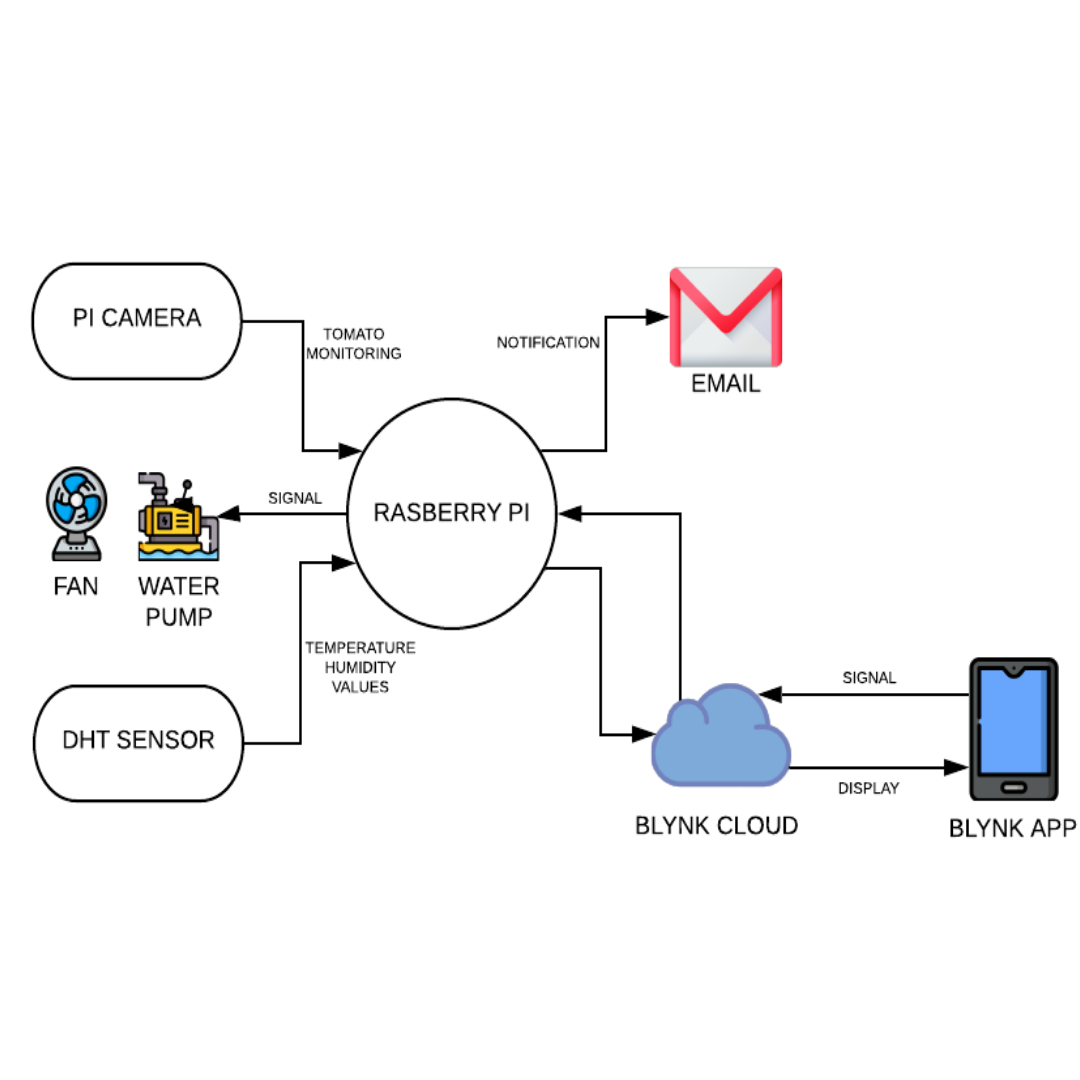 PI CAMERA
TOMATO
MONITORING
NOTIFICATION
EMAIL
SIGNAL
RASBERRY PI
FAN
WATER
PUMP
TEMPERATURE
HUMIDITY
VALUES
DHT SENSOR
SIGNAL
DISPLAY
BLYNK CLOUD
BLYNK APP